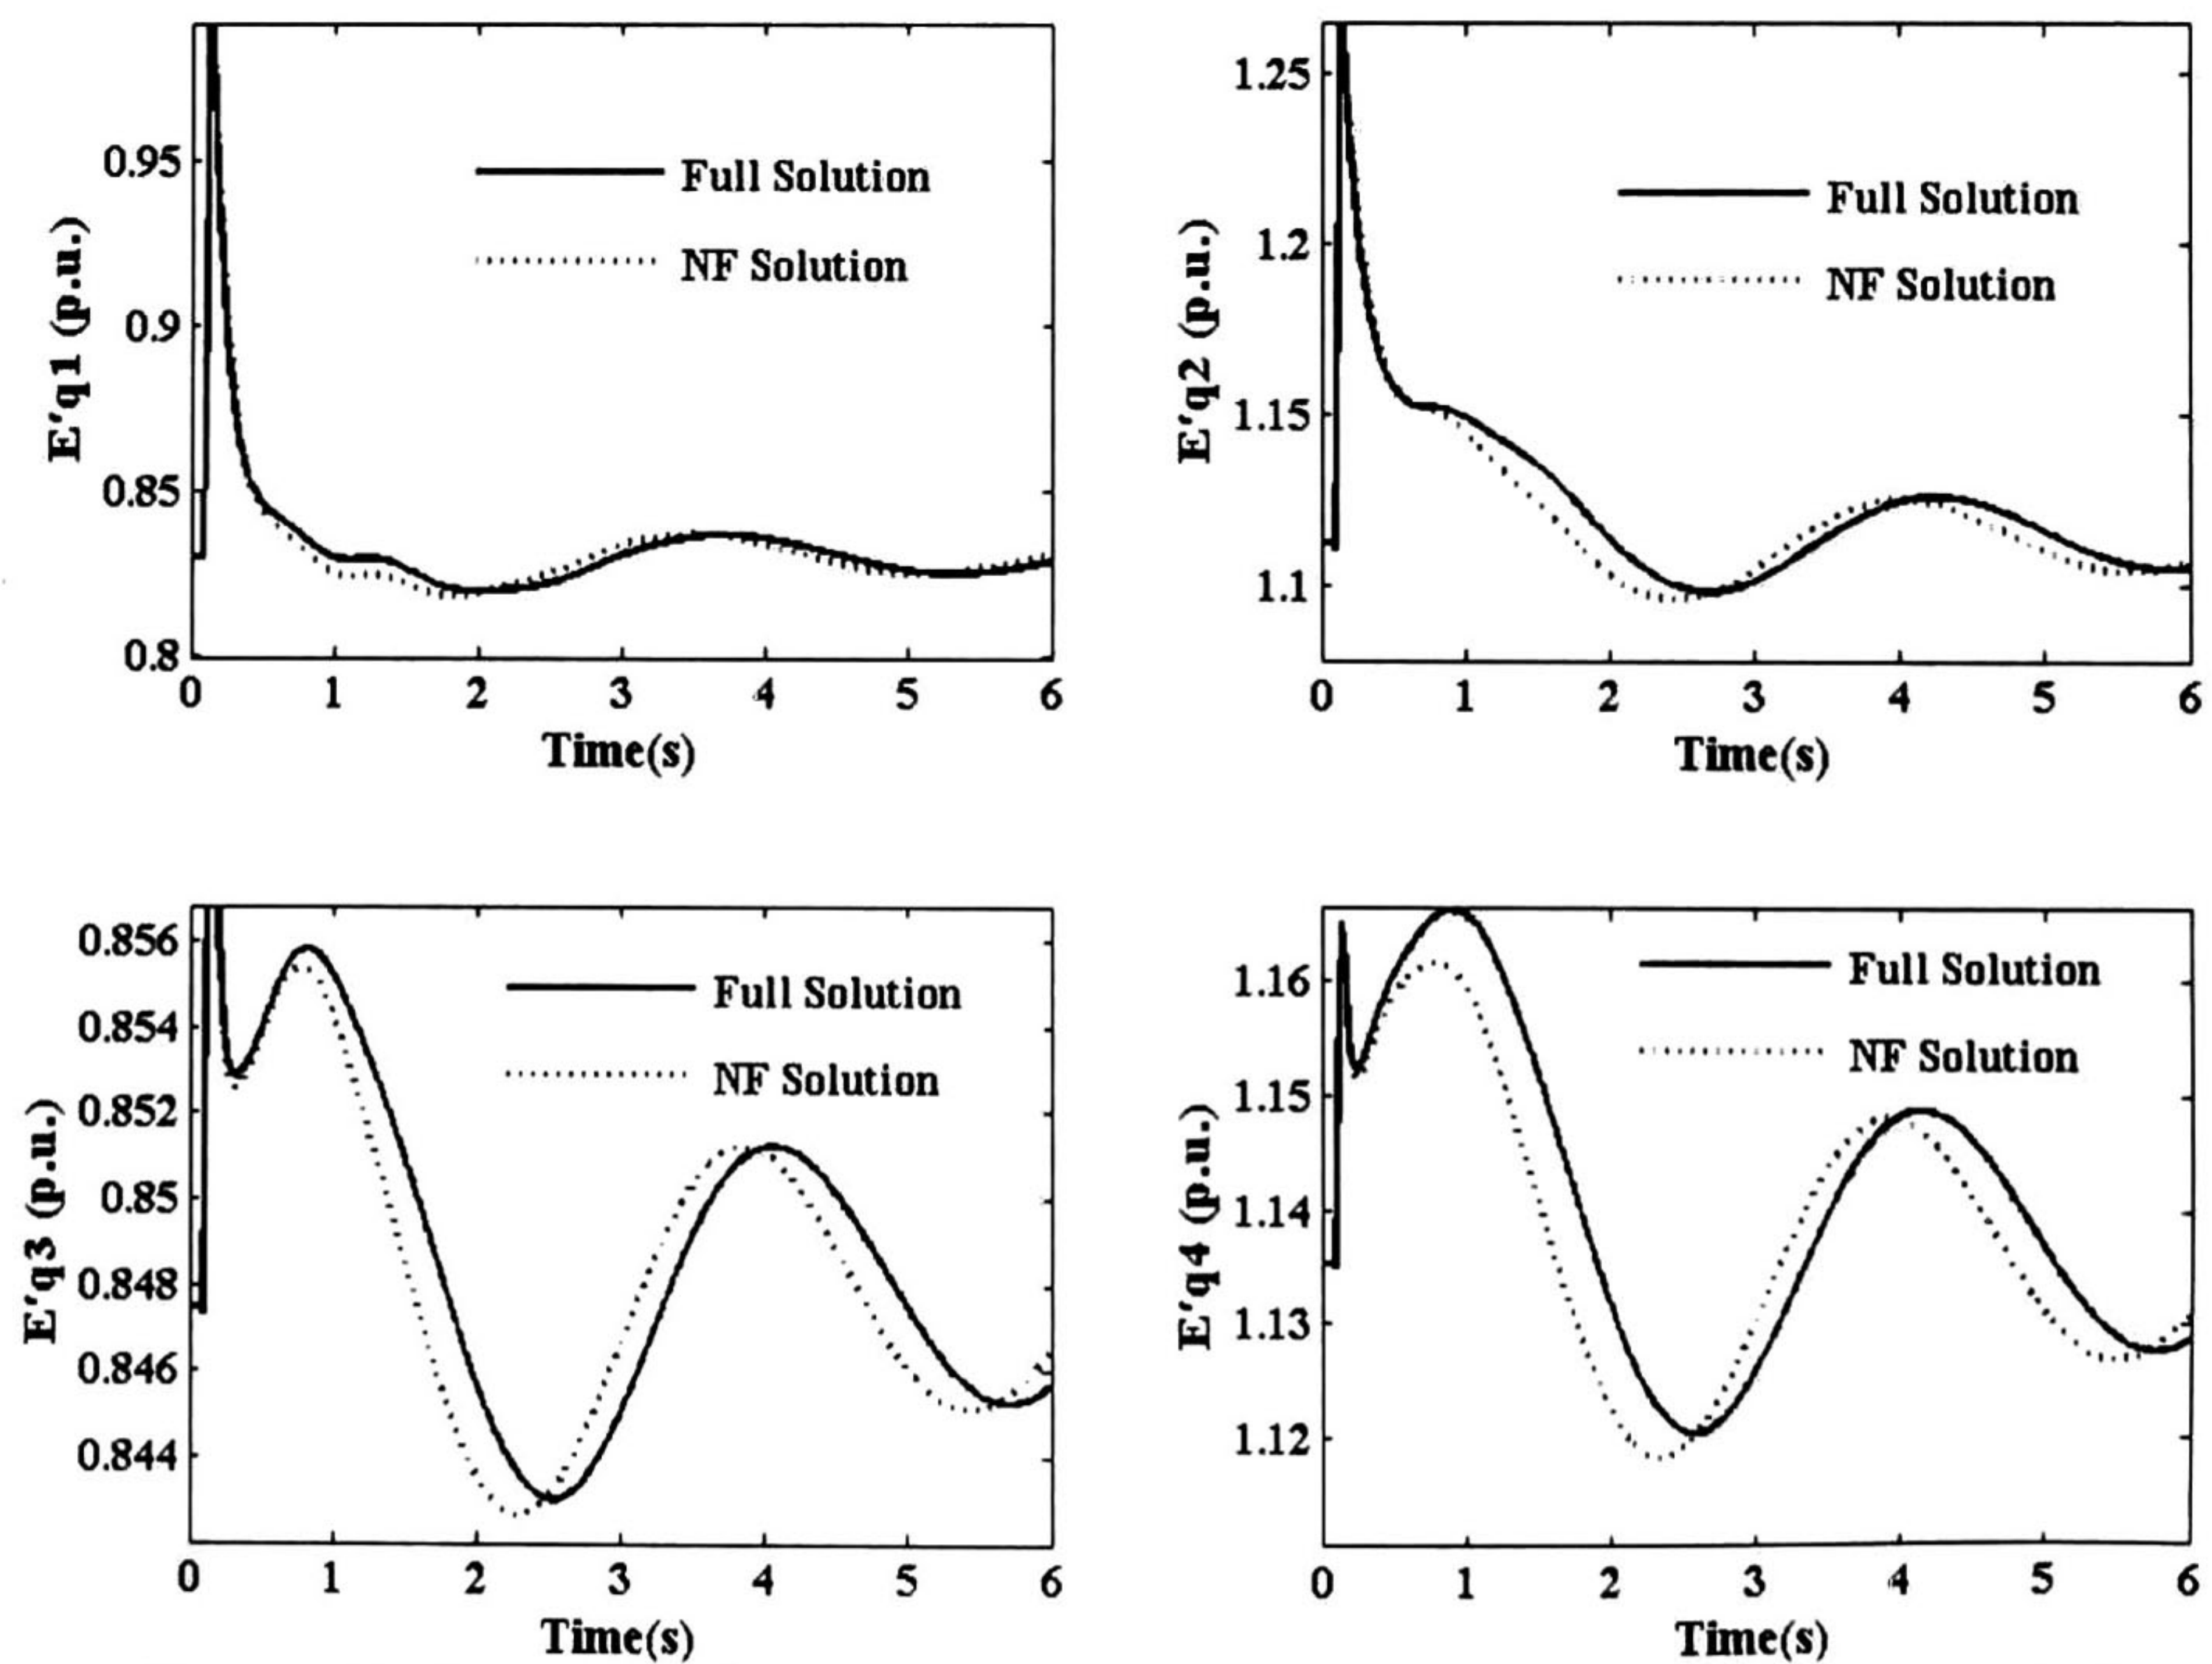 0.95
0.9
0.85
0.8
E'q1 (p.u.)
Full Solution
NF Solution
0 1 2 3 4 5 6
Time(s)
1.25
1.2
1.15
1.1
E'q2 (p.u.)
Full Solution
NF Solution
0 1 2 3 4 5 6
Time(s)
0.856
0.854
0.852
0.85
0.848
0.846
0.844
E'q3 (p.u.)
Full Solution
NF Solution
0 1 2 3 4 5 6
Time(s)
1.16
1.15
1.14
1.13
1.12
E'q4 (p.u.)
Full Solution
NF Solution
0 1 2 3 4 5 6
Time(s)